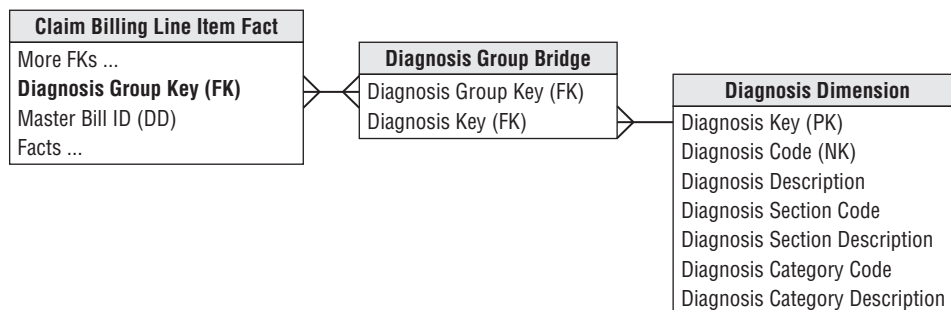 Claim Billing Line Item Fact
More FKs ...
Diagnosis Group Key (FK)
Master Bill ID (DD)
Facts ...
Diagnosis Group Bridge
Diagnosis Group Key (FK)
Diagnosis Key (FK)
Diagnosis Dimension
Diagnosis Key (PK)
Diagnosis Code (NK)
Diagnosis Description
Diagnosis Section Code
Diagnosis Section Description
Diagnosis Category Code
Diagnosis Category Description